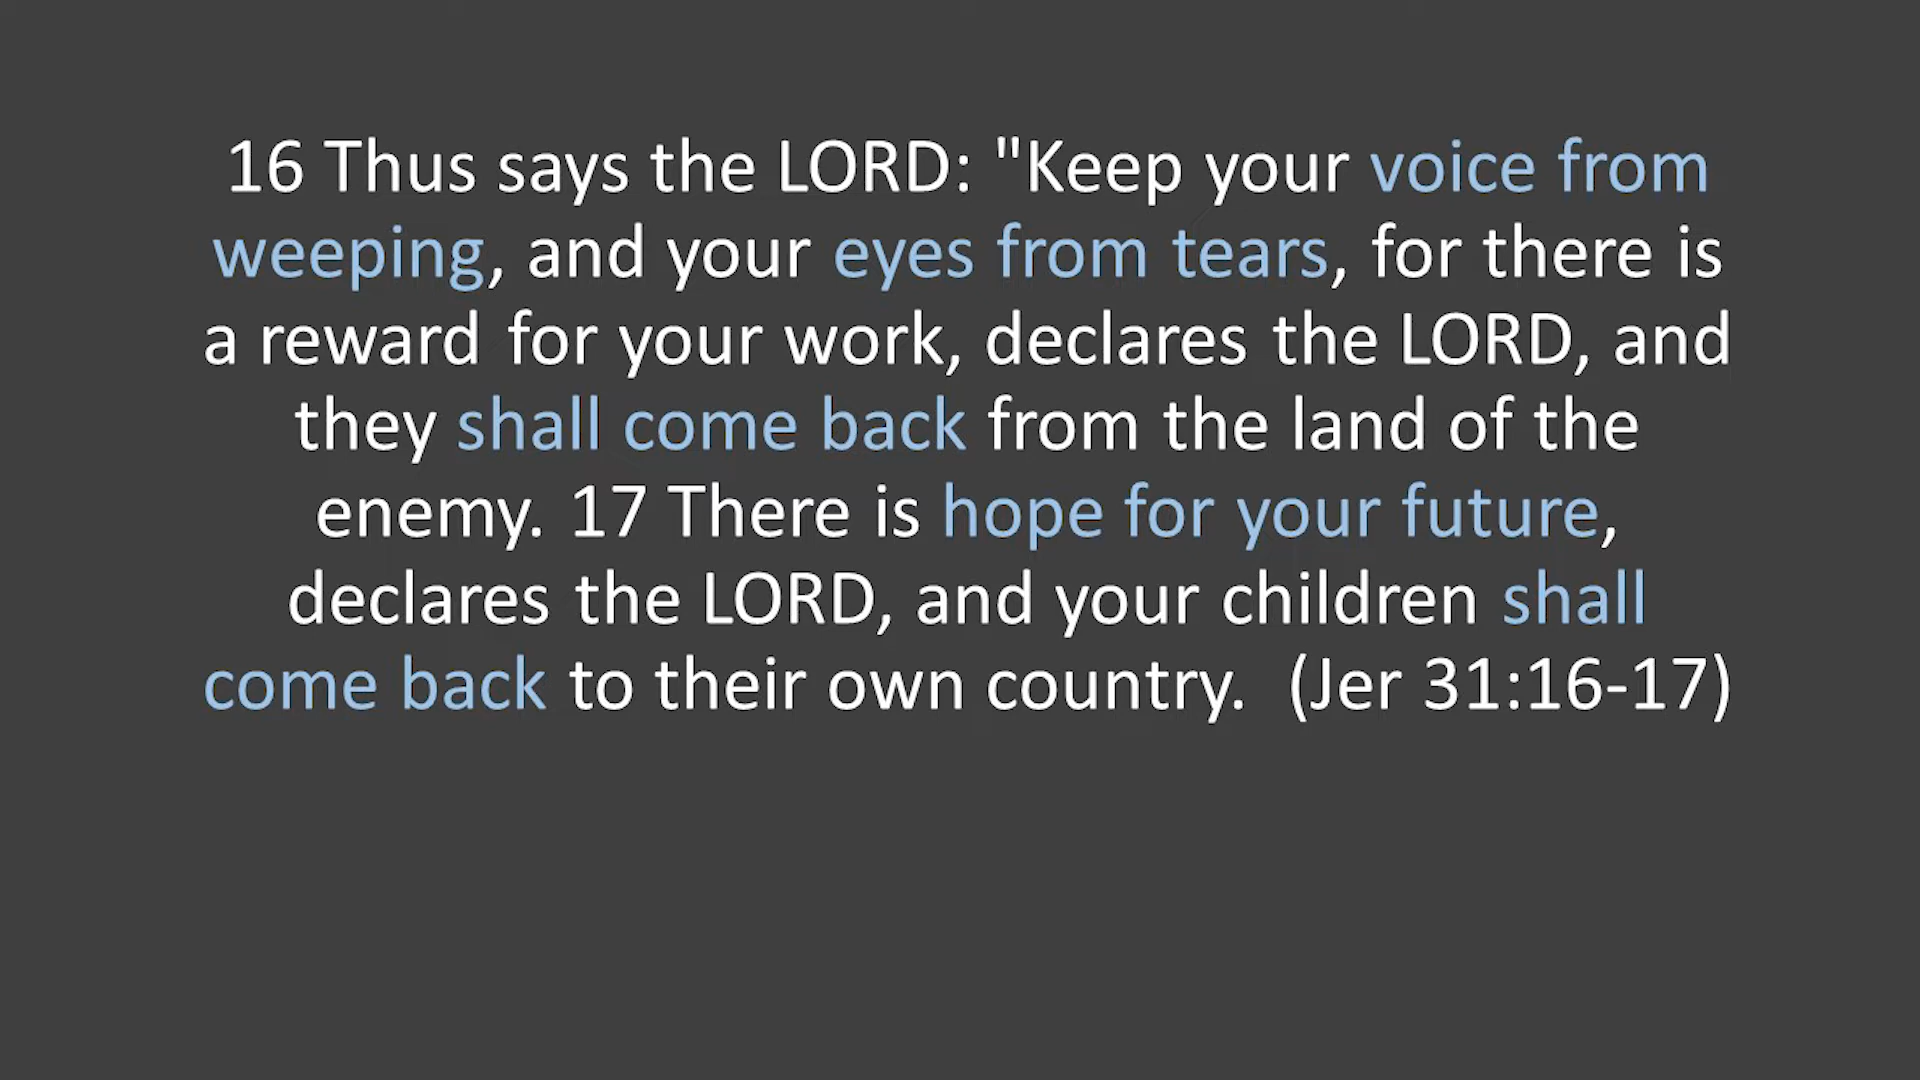 16 Thus says the LORD: "Keep your voice from
weeping, and your eyes from tears, for there is
a reward for your work, declares the LORD, and
they shall come back from the land of the
enemy. 17 There is hope for your future,
declares the LORD, and your children shall
come back to their own country.  (Jer 31:16-17)